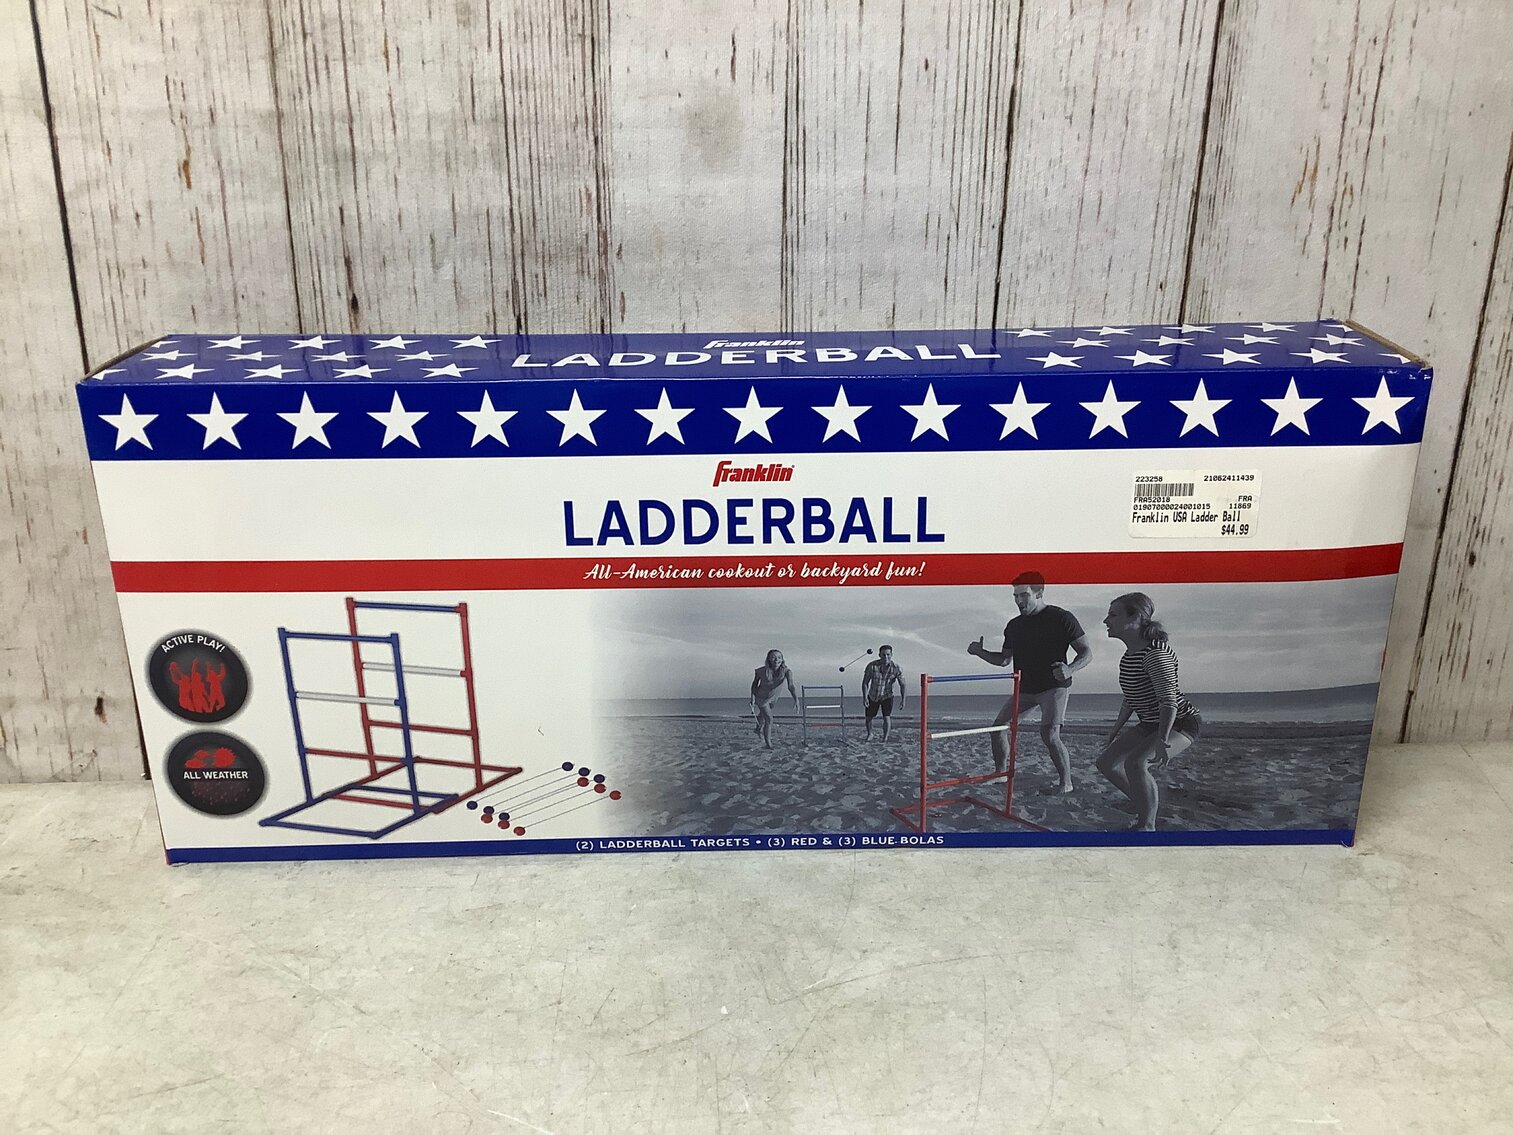 Franklin
LADDERBALL
Franklin
LADDERBALL
All-American cookout or backyard fun!
223258 21062411439
FRA52018 FRA
01907000024001015 11869
Franklin USA Ladder Ball
$44.99
ACTIVE PLAY!
ALL WEATHER
(2) LADDERBALL TARGETS • (3) RED & (3) BLUE BOLAS